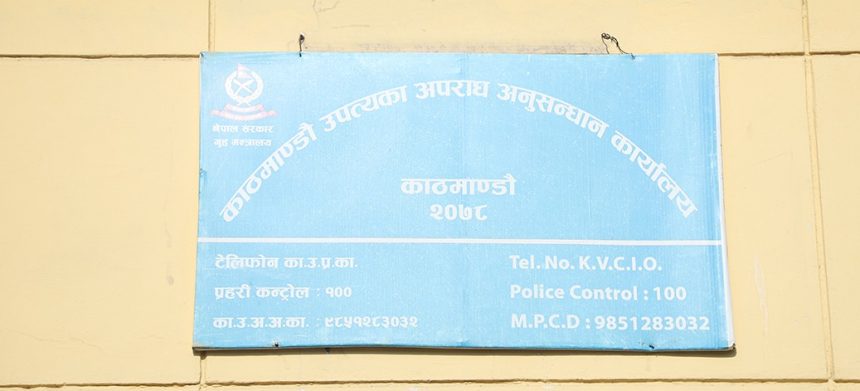 काठमाण्डौ उपत्यका अपराध अनुसन्धान कार्यालय
नेपाल सरकार
गृह मन्त्रालय
काठमाण्डौ
२०७८
टेलिफोन का.उ.प्र.का.
प्रहरी कन्ट्रोल : १००
का.उ.अ.अ.का. : ९८५१२८३०३२
Tel. No. K.V.C.I.O.
Police Control : 100
M.P.C.D : 9851283032